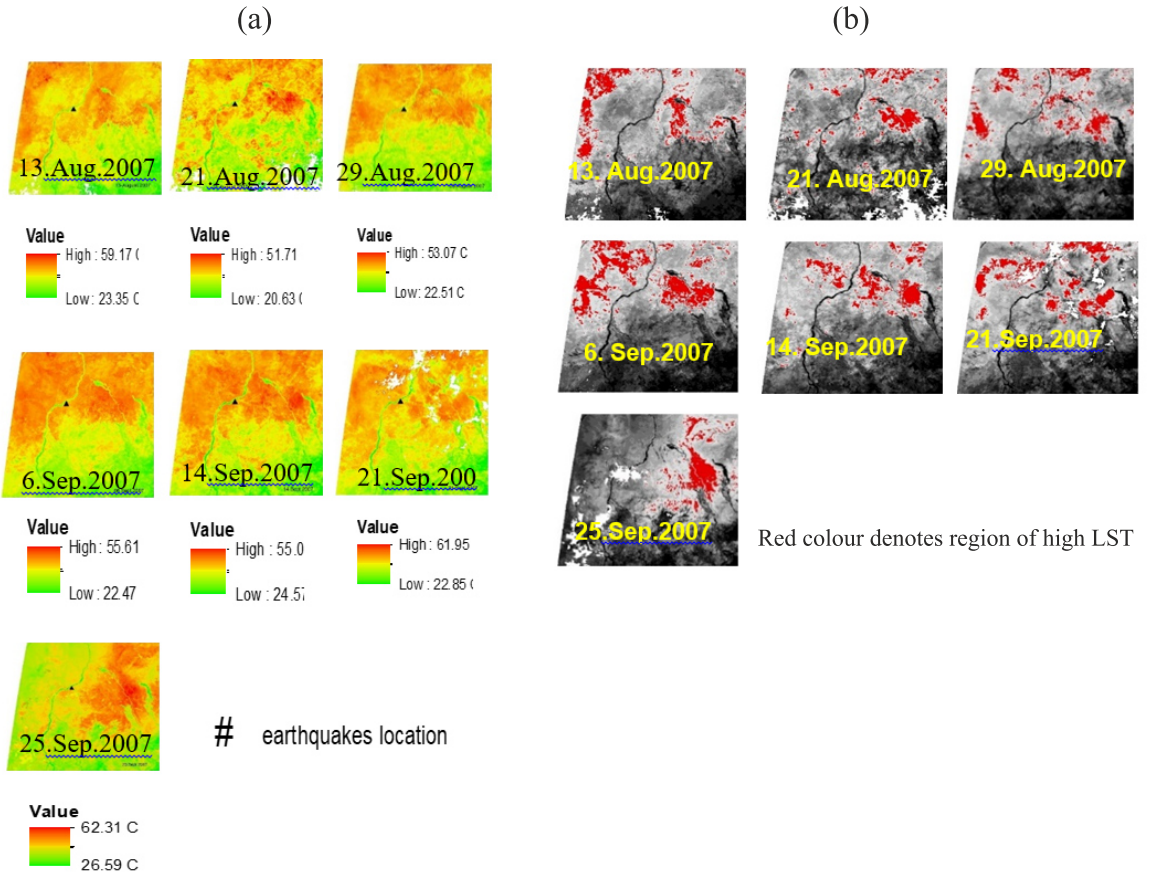 (a)
(b)
13.Aug.2007
21.Aug.2007
29.Aug.2007
13. Aug.2007
21. Aug.2007
29. Aug.2007
Value
High : 59.17 (
Low : 23.35 (
Value
High : 51.71
Low : 20.63 (
Value
High : 53.07 C
Low : 22.51 C
6. Sep.2007
14. Sep.2007
21.Sep.2007
6.Sep.2007
14.Sep.2007
21.Sep.200
Value
High : 55.61
Low : 22.47
Value
High : 55.0
Low : 24.57
Value
High : 61.95
Low : 22.85 (
25.Sep.2007
Red colour denotes region of high LST
25.Sep.2007
# earthquakes location
Value
62.31 C
26.59 C